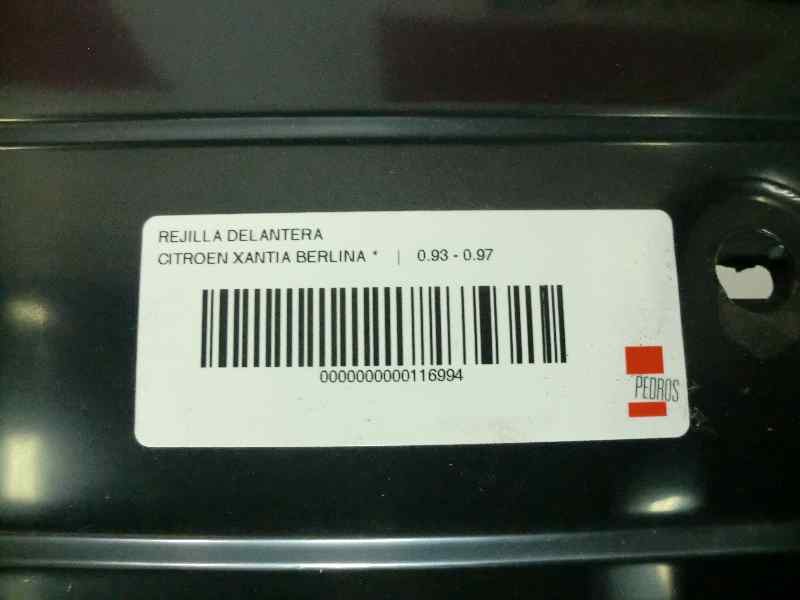 REJILLA DELANTERA
CITROEN XANTIA BERLINA * | 0.93 - 0.97
0000000000116994
PEDROS